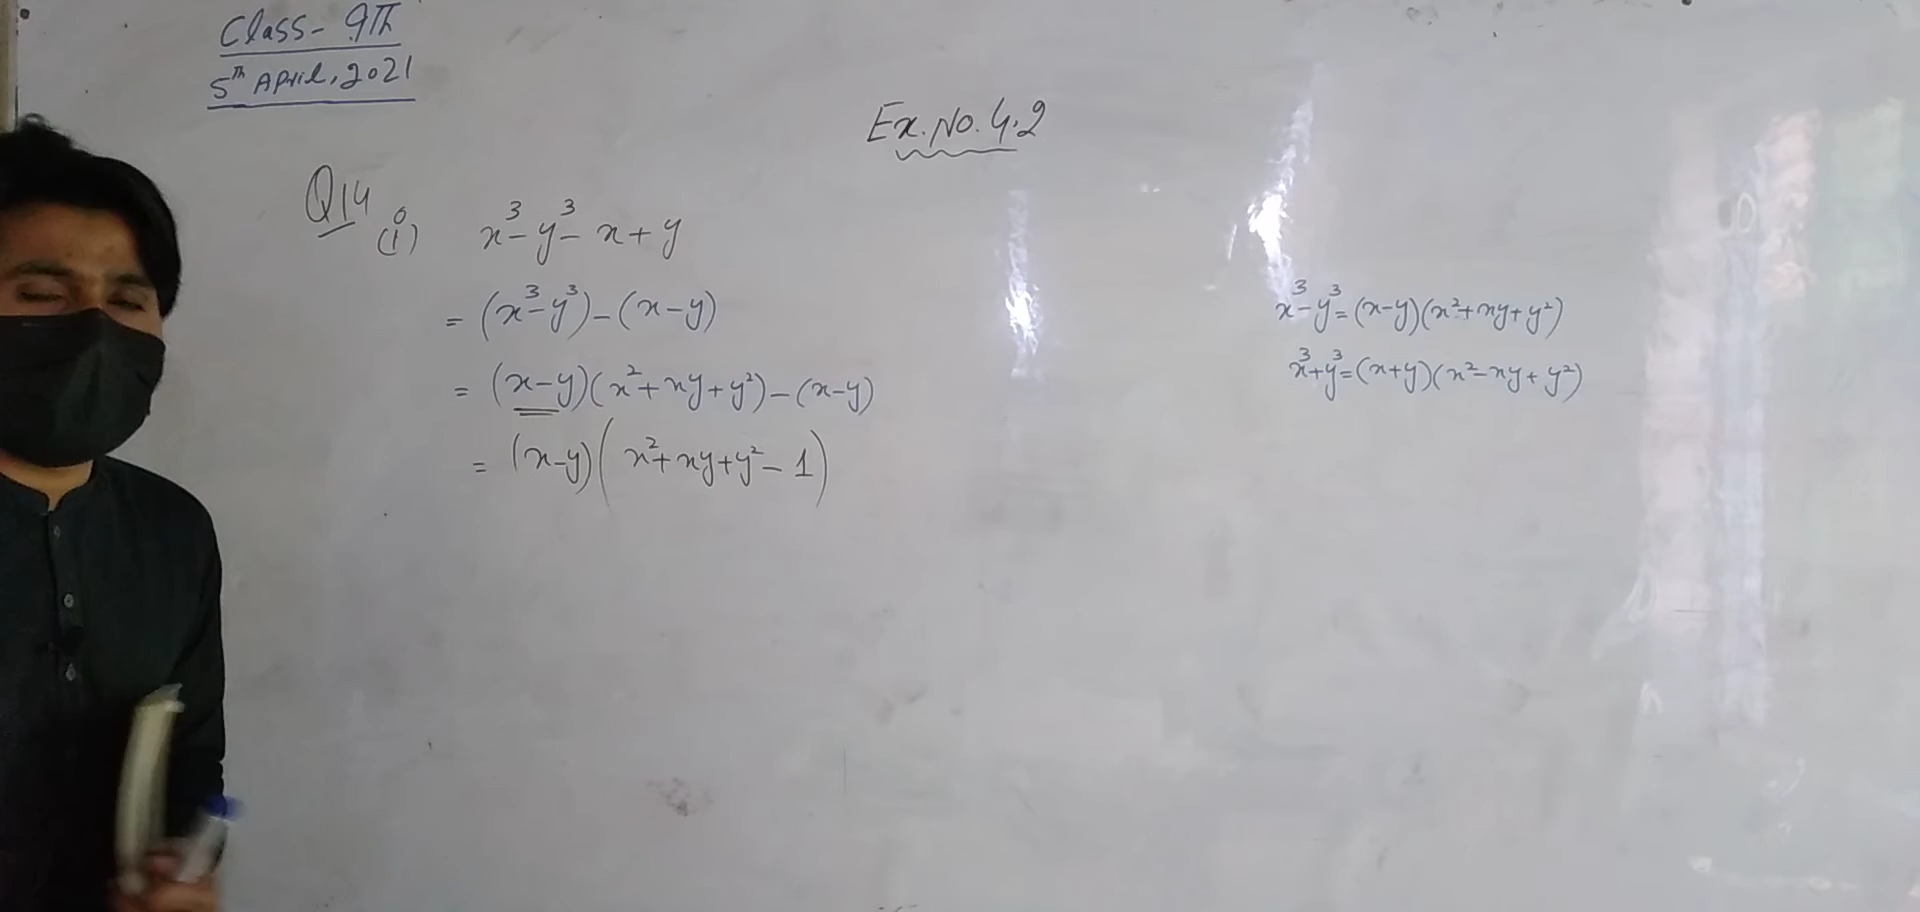 Class- 9Th
5Th April, 2021
Ex. No. 4.2
Q14 (i) x³- y³- x + y
= (x³- y³) - (x - y)
= (x - y)(x² + xy + y²) - (x - y)
= (x - y)(x² + xy + y² - 1)
x³- y³ = (x - y)(x² + xy + y²)
x³ + y³ = (x + y)(x² - xy + y²)